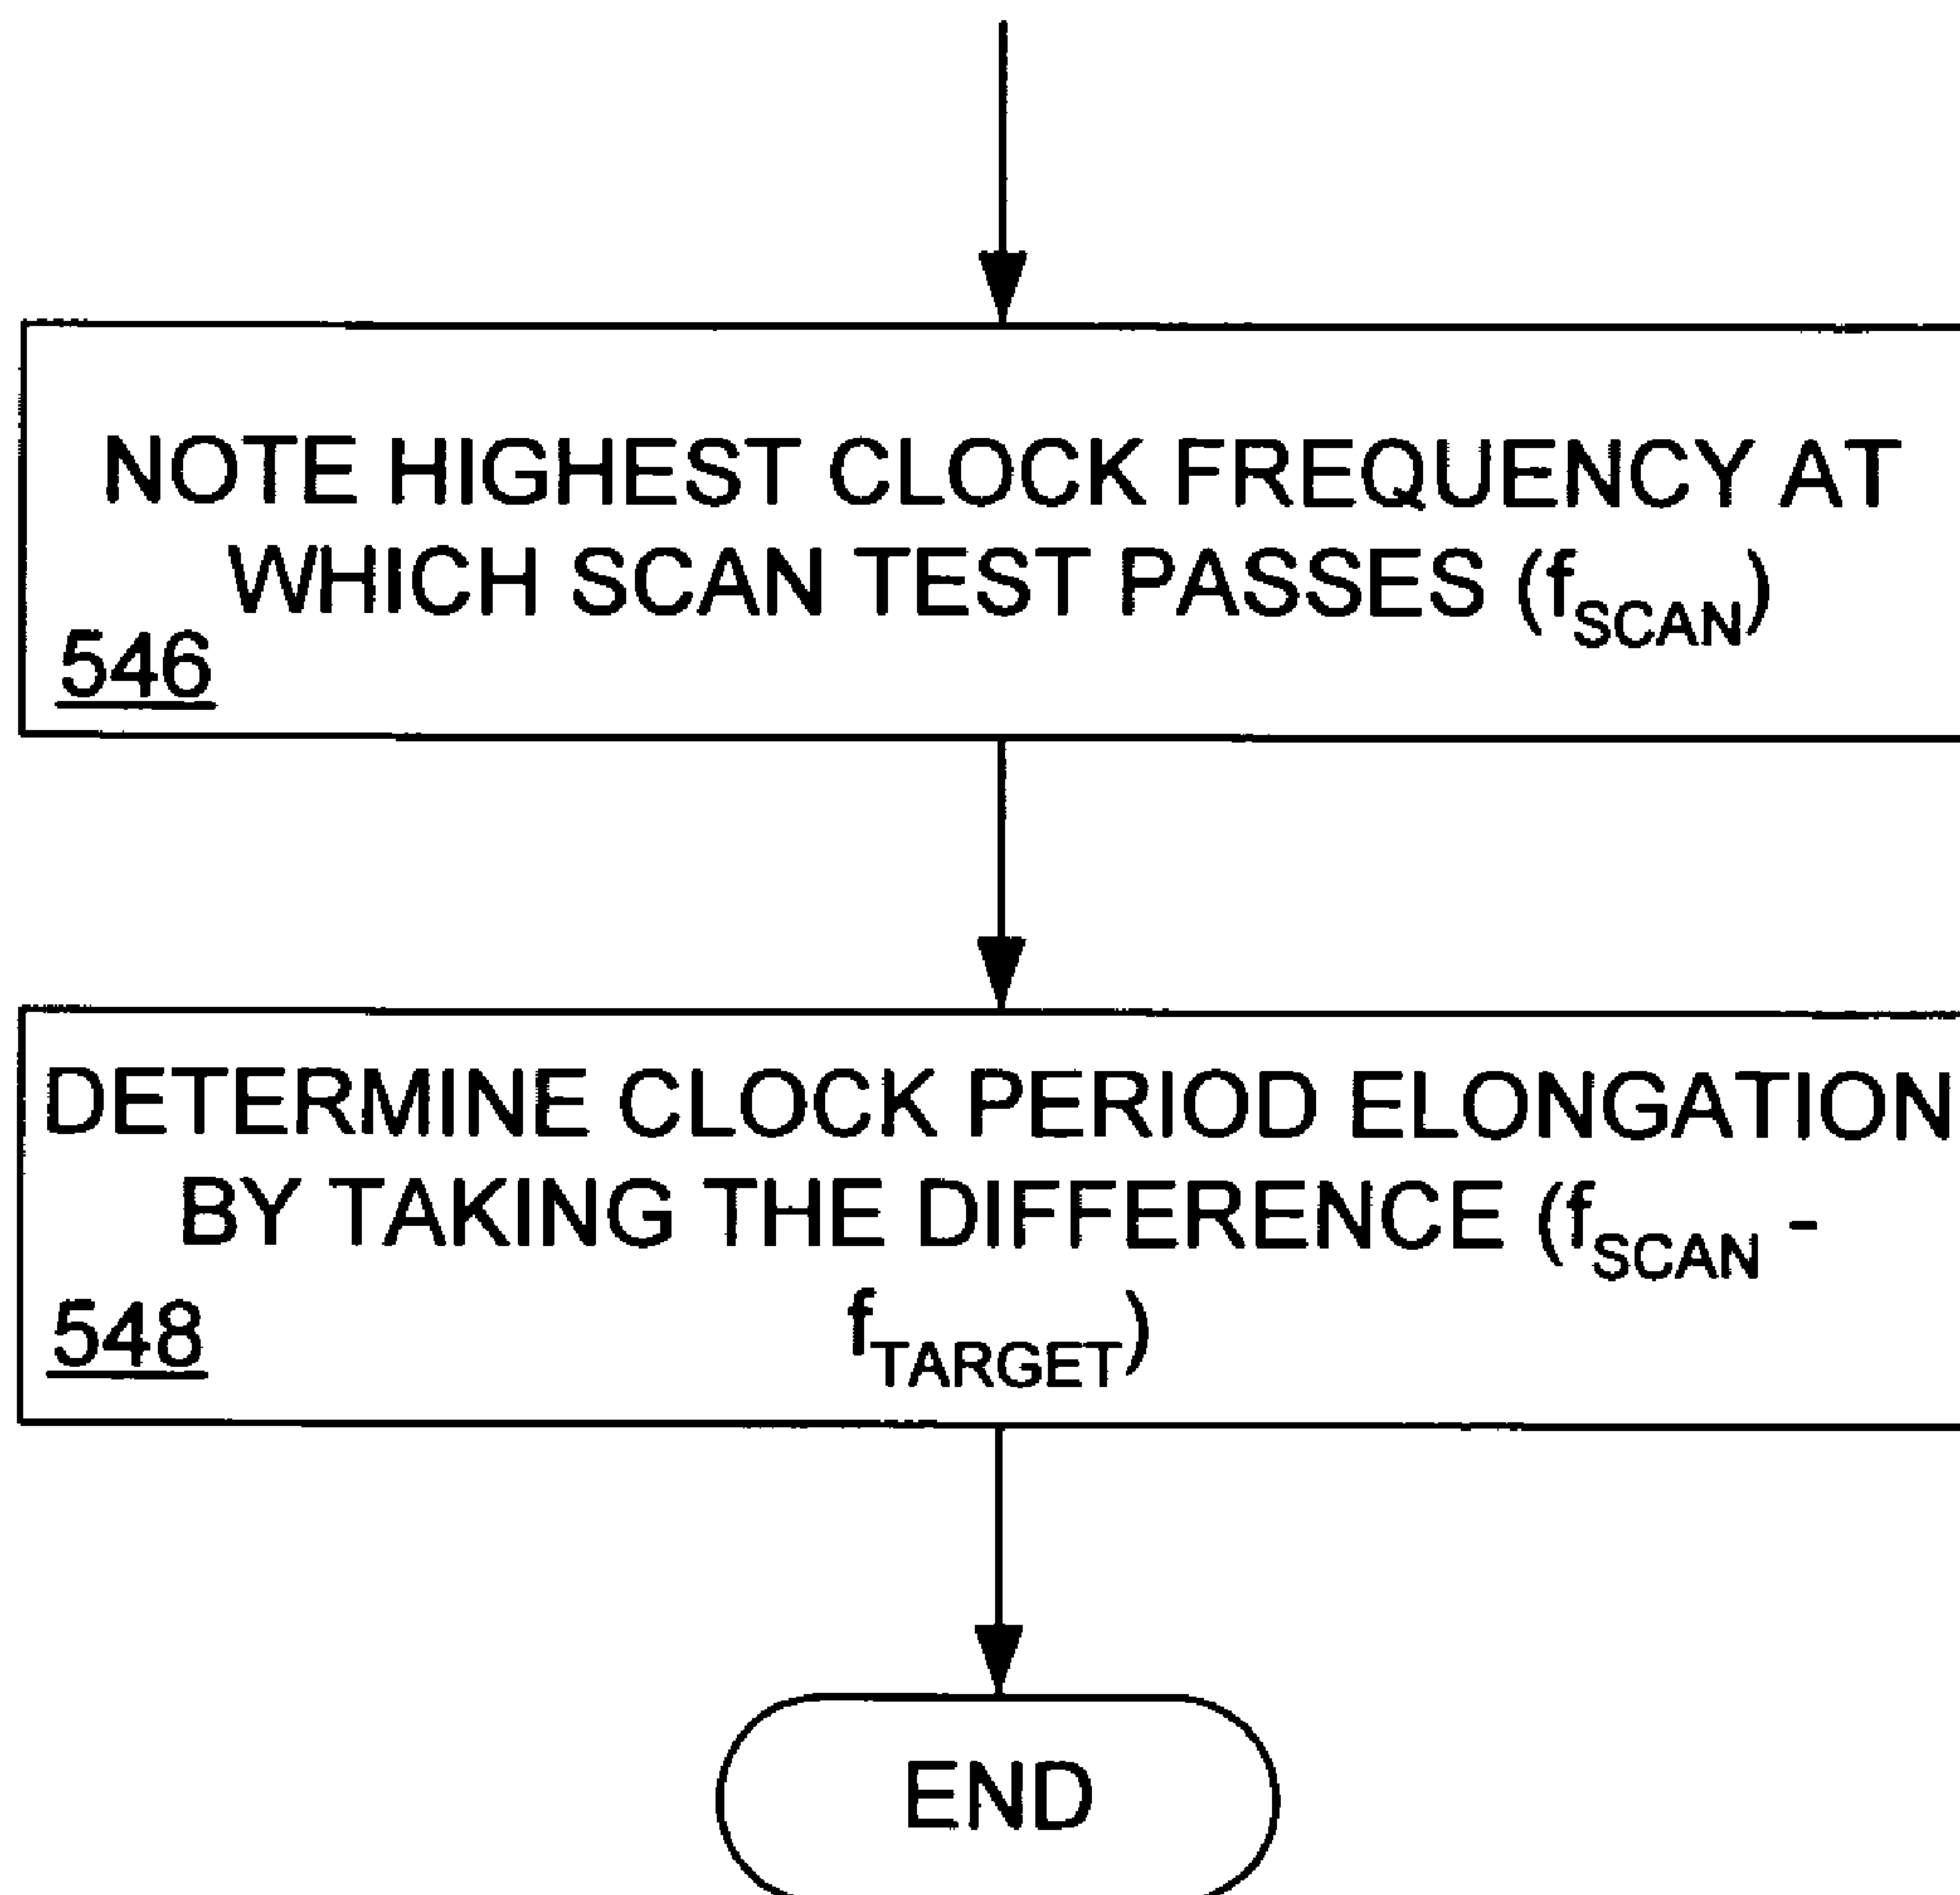 NOTE HIGHEST CLOCK FREQUENCY AT
WHICH SCAN TEST PASSES (fSCAN)
546
DETERMINE CLOCK PERIOD ELONGATION
BY TAKING THE DIFFERENCE (fSCAN -
fTARGET)
548
END